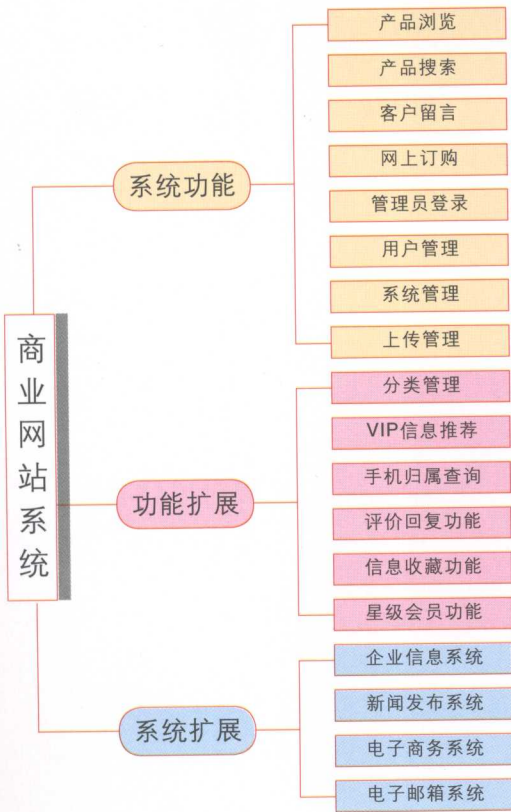 商业网站系统
系统功能
产品浏览
产品搜索
客户留言
网上订购
管理员登录
用户管理
系统管理
上传管理
功能扩展
分类管理
VIP信息推荐
手机归属查询
评价回复功能
信息收藏功能
星级会员功能
系统扩展
企业信息系统
新闻发布系统
电子商务系统
电子邮箱系统